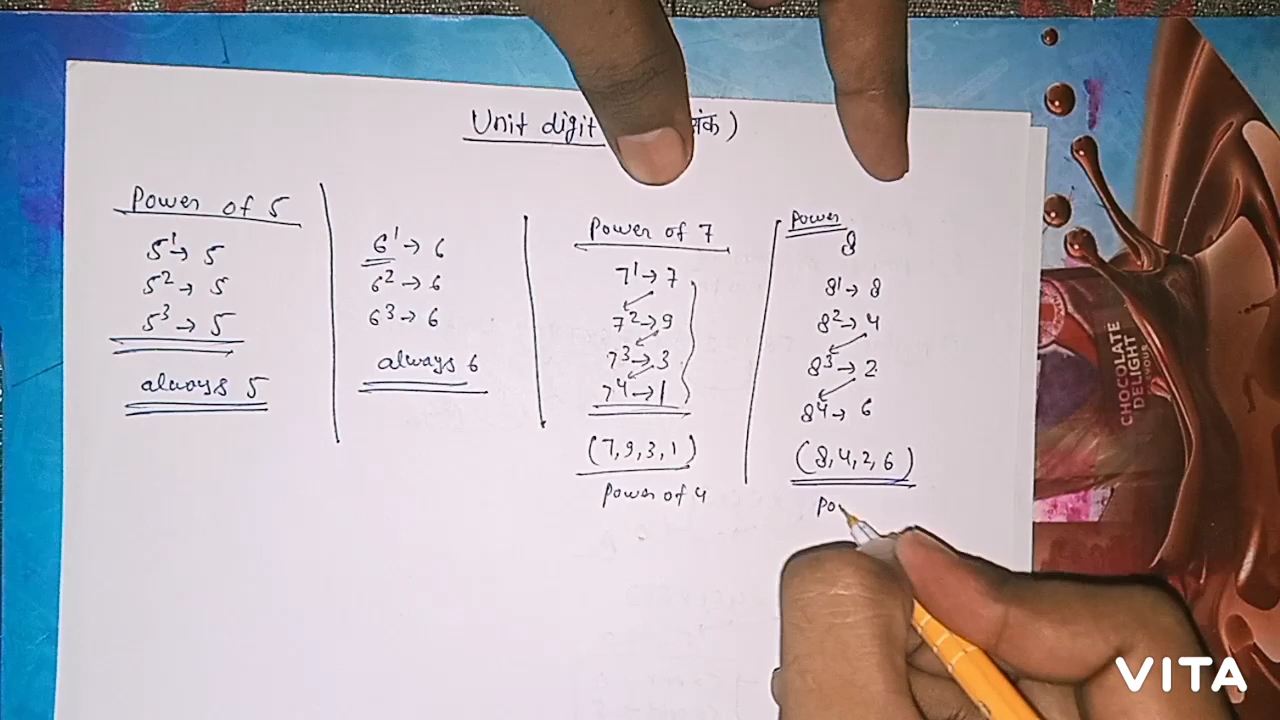 Unit digit अंक)
Power of 5
5¹→ 5
5² → 5
5³ → 5
always 5
6¹ → 6
6² → 6
6³ → 6
always 6
Power of 7
7¹ → 7
7² → 9
7³ → 3
7⁴ → 1
(7,9,3,1)
Power of 4
Power
8
8¹ → 8
8² → 4
8³ → 2
8⁴ → 6
(8,4,2,6)
CHOCOLATE
DELIGHT
VITA